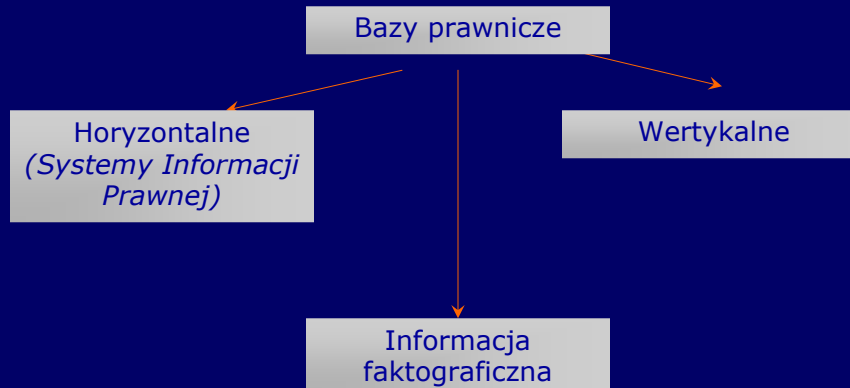 Bazy prawnicze
Horyzontalne
(Systemy Informacji
Prawnej)
Wertykalne
Informacja
faktograficzna